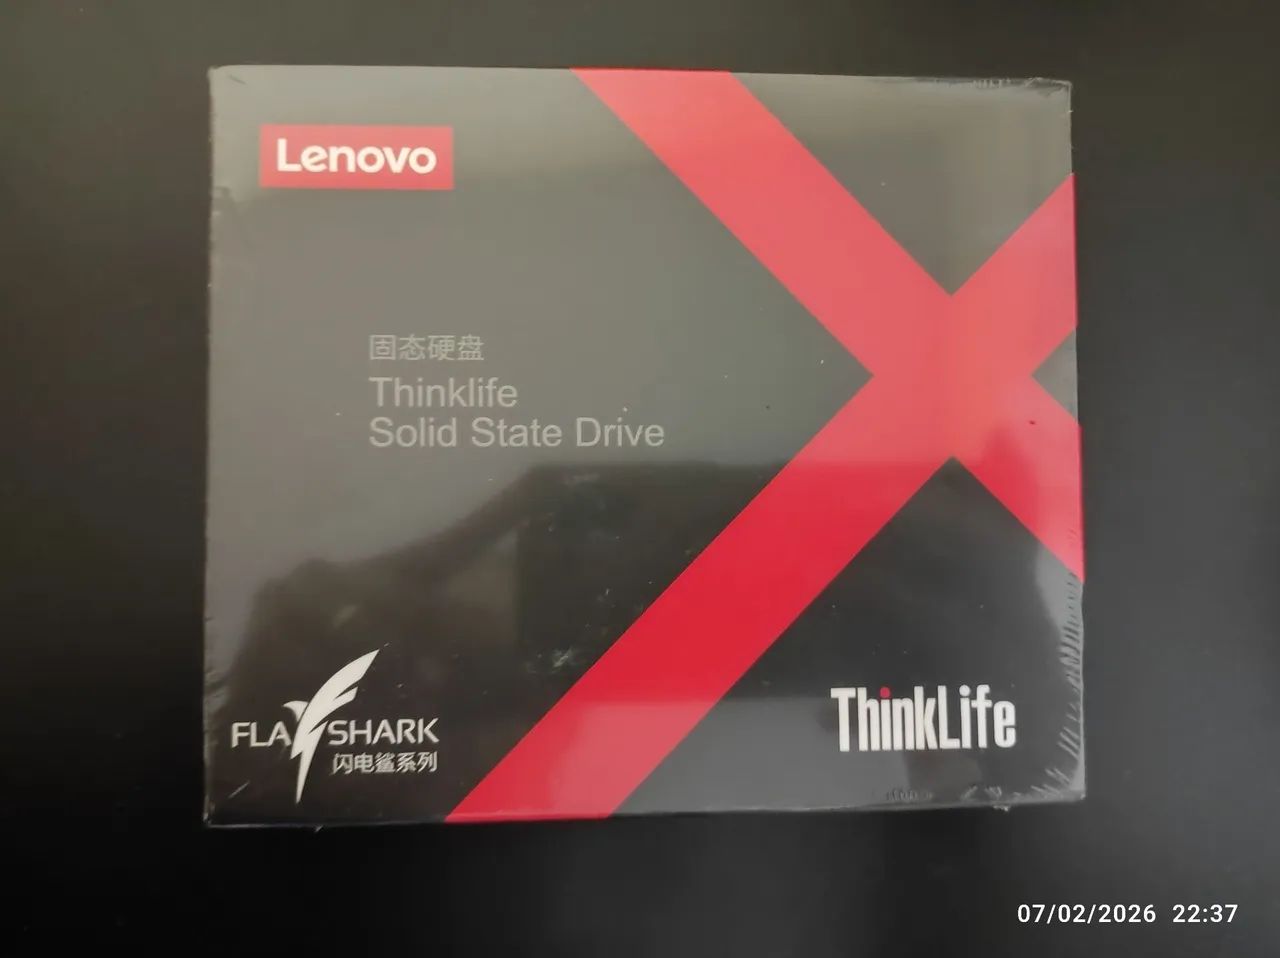 Lenovo
固态硬盘
Thinklife
Solid State Drive
FLASHARK
闪电鲨系列
ThinkLife
07/02/2026 22:37